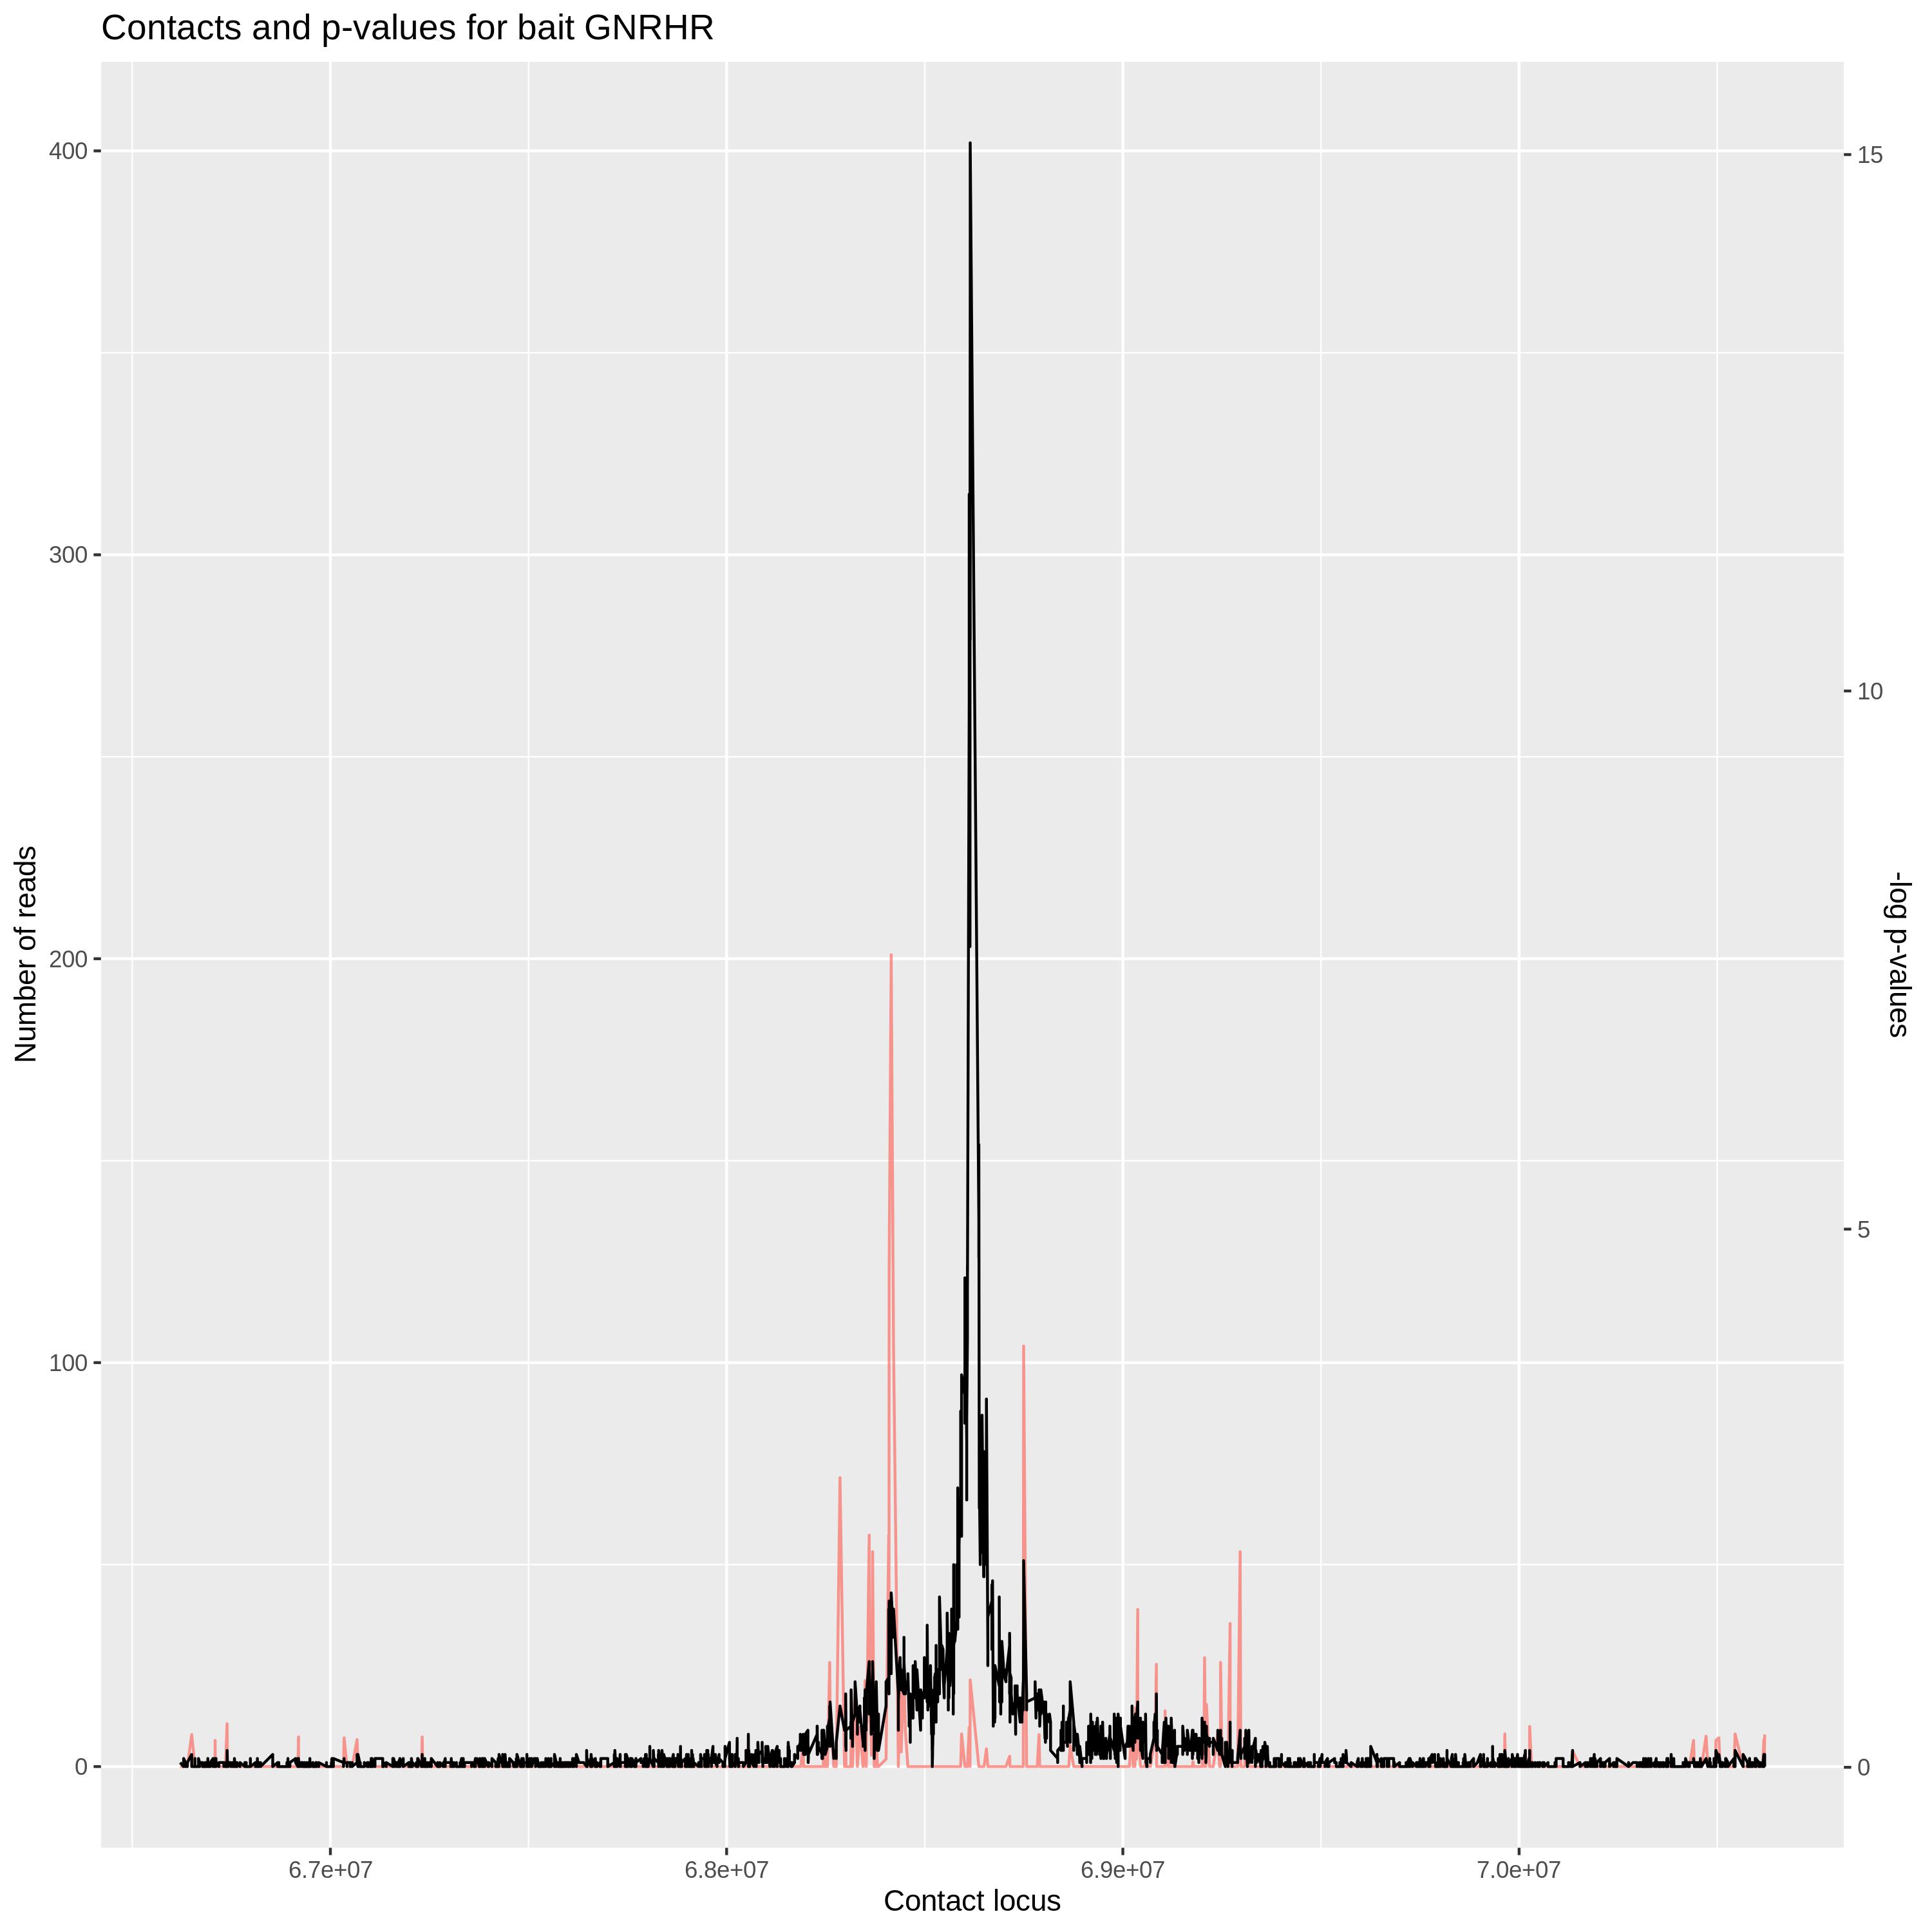 Contacts and p-values for bait GNRHR
400
300
200
100
0
Number of reads
15
10
5
0
-log p-values
6.7e+07
6.8e+07
6.9e+07
7.0e+07
Contact locus